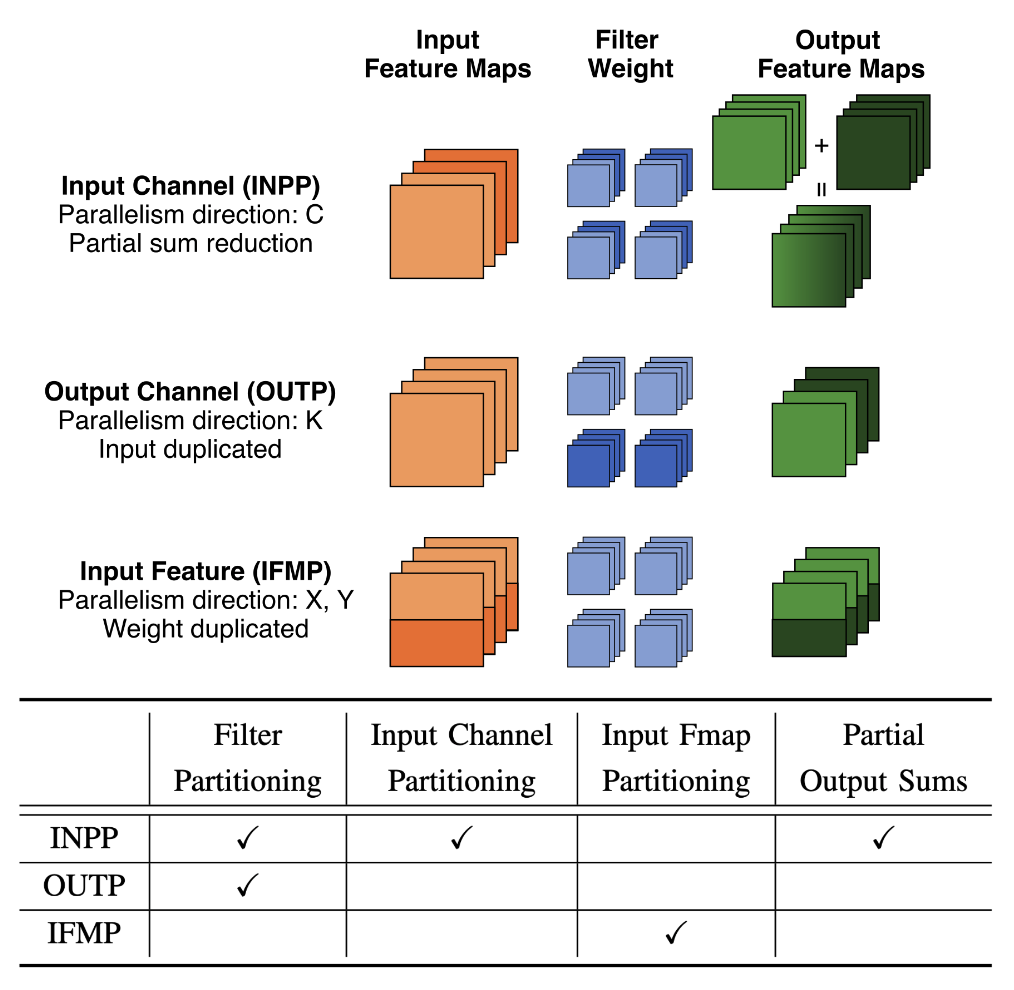 Input
Feature Maps
Filter
Weight
Output
Feature Maps
Input Channel (INPP)
Parallelism direction: C
Partial sum reduction
+
=
Output Channel (OUTP)
Parallelism direction: K
Input duplicated
Input Feature (IFMP)
Parallelism direction: X, Y
Weight duplicated
Filter Partitioning
Input Channel Partitioning
Input Fmap Partitioning
Partial Output Sums
INPP ✓ ✓ ✓
OUTP ✓
IFMP ✓